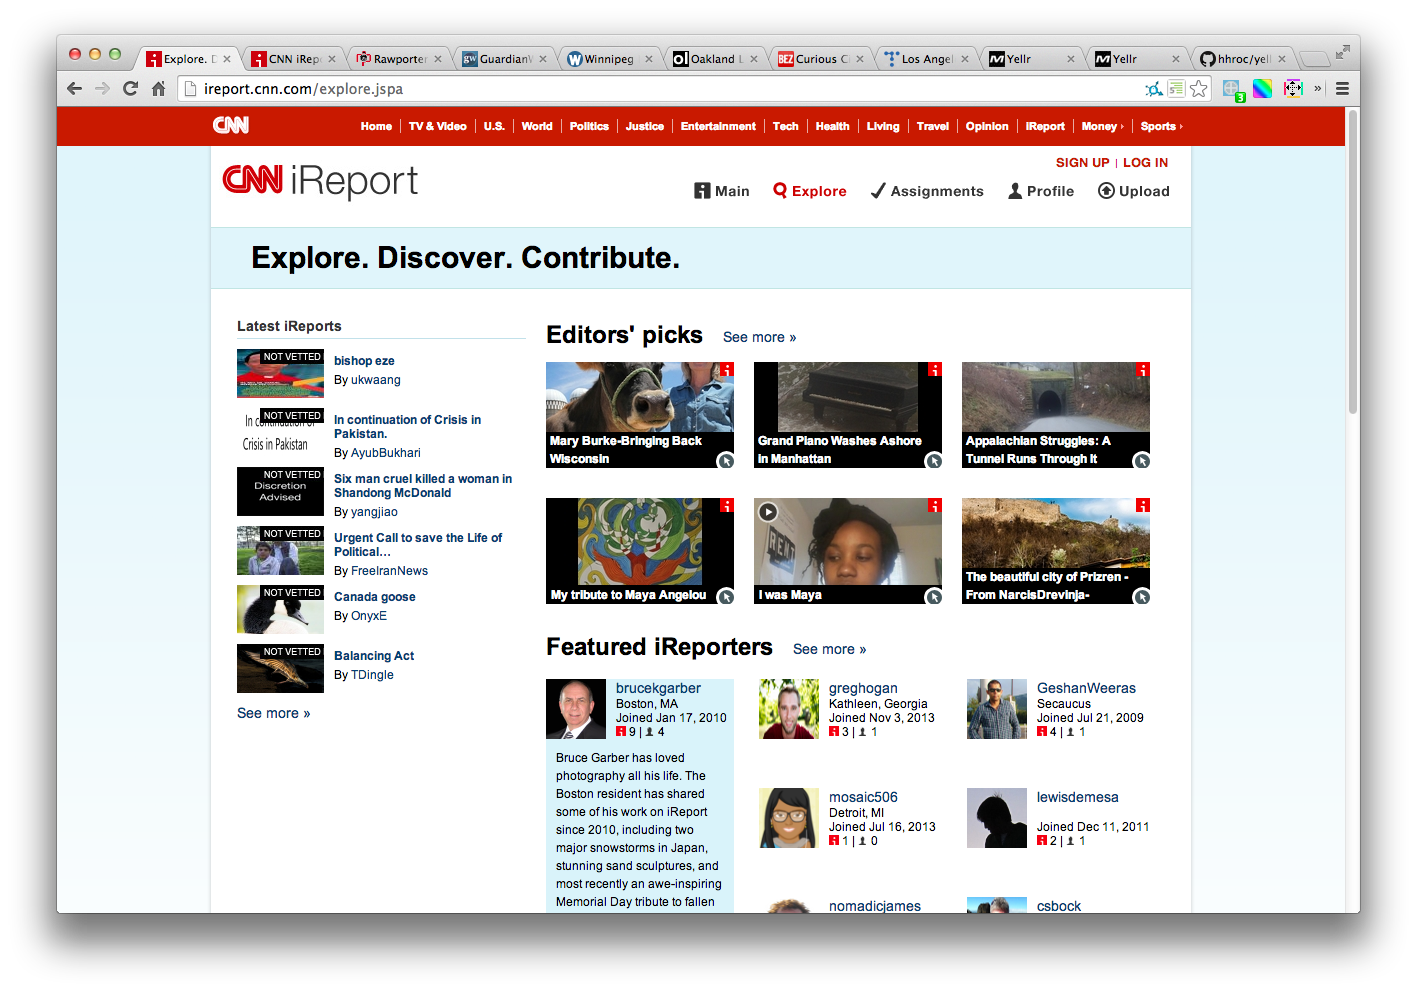 Explore. D
CNN iRep
Rawporter
GuardianW
Winnipeg
Oakland L
Curious Ci
Los Angel
Yellr
Yellr
hhroc/yell
ireport.cnn.com/explore.jspa
CNN
Home
TV & Video
U.S.
World
Politics
Justice
Entertainment
Tech
Health
Living
Travel
Opinion
iReport
Money
Sports
SIGN UP | LOG IN
CNN iReport
Main
Explore
Assignments
Profile
Upload
Explore. Discover. Contribute.
Latest iReports
NOT VETTED
bishop eze
By ukwaang
NOT VETTED
In continuation of
Crisis in Pakistan
In continuation of Crisis in
Pakistan.
By AyubBukhari
NOT VETTED
Discretion
Advised
Six man cruel killed a woman in
Shandong McDonald
By yangjiao
NOT VETTED
Urgent Call to save the Life of
Political...
By FreeIranNews
NOT VETTED
Canada goose
By OnyxE
NOT VETTED
Balancing Act
By TDingle
See more »
Editors' picks
See more »
Mary Burke-Bringing Back
Wisconsin
Grand Piano Washes Ashore
in Manhattan
Appalachian Struggles: A
Tunnel Runs Through It
My tribute to Maya Angelou
RENT
I was Maya
The beautiful city of Prizren -
From NarcisDrevinja-
Featured iReporters
See more »
brucekgarber
Boston, MA
Joined Jan 17, 2010
9 | 4
Bruce Garber has loved
photography all his life. The
Boston resident has shared
some of his work on iReport
since 2010, including two
major snowstorms in Japan,
stunning sand sculptures, and
most recently an awe-inspiring
Memorial Day tribute to fallen
greghogan
Kathleen, Georgia
Joined Nov 3, 2013
3 | 1
GeshanWeeras
Secaucus
Joined Jul 21, 2009
4 | 1
mosaic506
Detroit, MI
Joined Jul 16, 2013
1 | 0
lewisdemesa
Joined Dec 11, 2011
2 | 1
nomadicjames
csbock